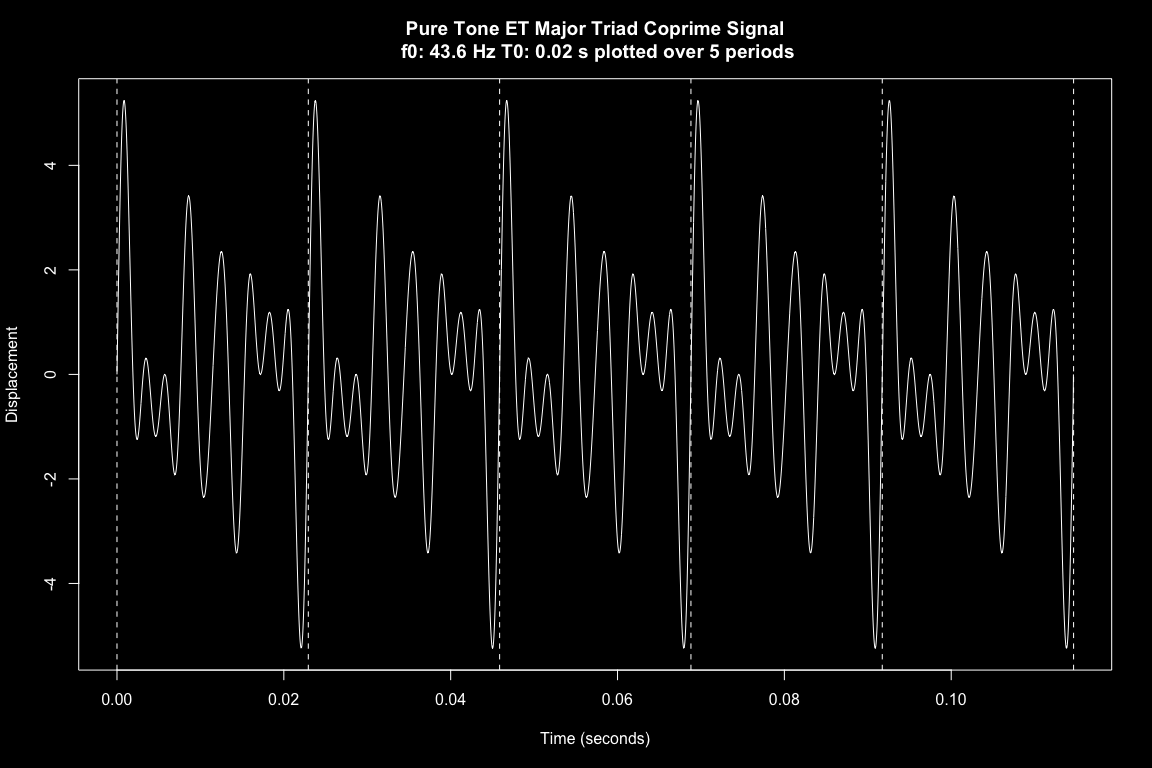 Pure Tone ET Major Triad Coprime Signal
f0: 43.6 Hz T0: 0.02 s plotted over 5 periods
4
2
0
-2
-4
Displacement
0.00 0.02 0.04 0.06 0.08 0.10
Time (seconds)